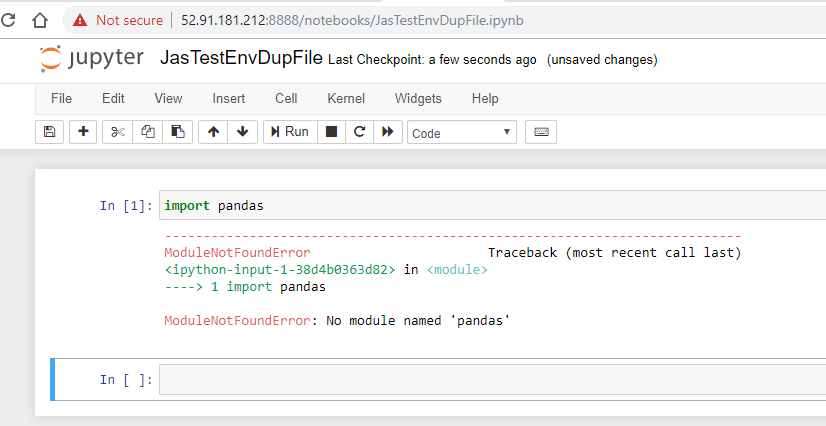 Not secure | 52.91.181.212:8888/notebooks/JasTestEnvDupFile.ipynb
jupyter JasTestEnvDupFile Last Checkpoint: a few seconds ago (unsaved changes)
File Edit View Insert Cell Kernel Widgets Help
Run Code
In [1]: import pandas
---------------------------------------------------------------------------
ModuleNotFoundError Traceback (most recent call last)
<ipython-input-1-38d4b0363d82> in <module>
----> 1 import pandas
ModuleNotFoundError: No module named 'pandas'
In [ ]: